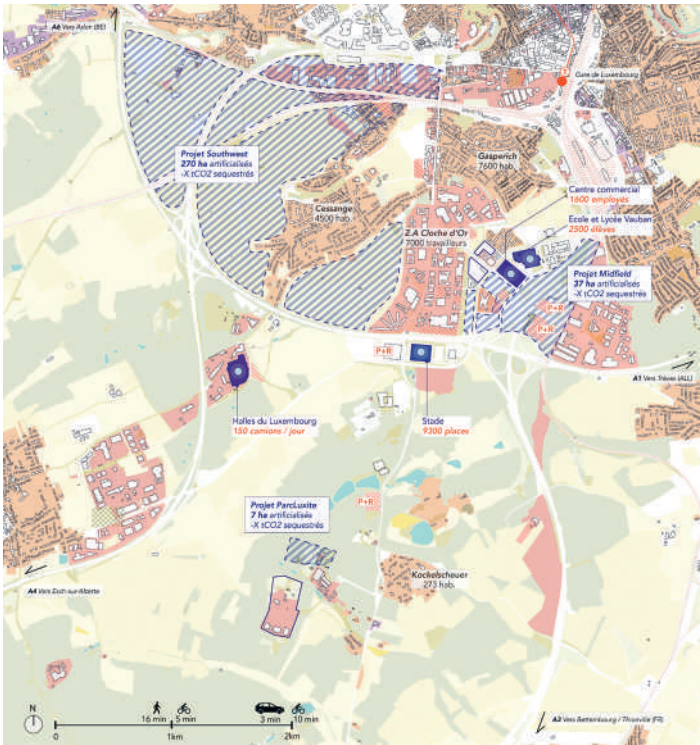 A6 Vers Arlon (BE)
Gare de Luxembourg
Projet Southwest
270 ha artificialisés
-X tCO2 sequestrés
Gasperich
7600 hab.
Cessange
4500 hab.
Centre commercial
1600 employés
Ecole et Lycée Vauban
2500 élèves
Z.A Cloche d'Or
7000 travailleurs
Projet Midfield
37 ha artificialisés
-X tCO2 sequestrés
P+R
P+R
P+R
P+R
A1 Vers Trèves (ALL)
Halles du Luxembourg
150 camions / jour
Stade
9300 places
Projet ParcLuxite
7 ha artificialisés
-X tCO2 sequestrés
P+R
Kockelscheuer
273 hab.
A4 Vers Esch-sur-Alzette
N
16 min 5 min
3 min 10 min
0 1km 2km
A3 Vers Bettembourg / Thionville (FR)